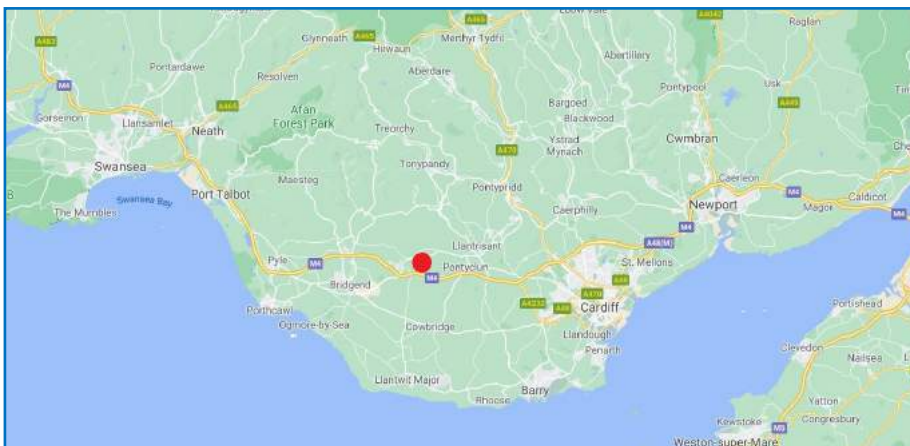 A465
Merthyr Tydfil
A4042
Raglan
A483
Glynneath
A465
Hirwaun
Abertillery
Pontardawe
Resolven
Aberdare
M4
Pontypool
Usk
A449
Afan
Forest Park
Bargoed
Blackwood
A465
Gorseinon
Llansamlet
Neath
Treorchy
Cwmbran
Ystrad
Mynach
A470
Swansea
Tonypandy
Maesteg
Pontypridd
Caerleon
Port Talbot
M4
Caldicot
Swansea Bay
Newport
Magor
The Mumbles
Caerphilly
M4
M4
Llantrisant
A48(M)
Pyle
M4
Pontyclun
St. Mellons
M4
Bridgend
A48
A470
A4232
A48
Cardiff
Portishead
Porthcawl
Ogmore-by-Sea
Cowbridge
Llandough
Penarth
Clevedon
Nailsea
Llantwit Major
Barry
Rhoose
Yatton
Kewstoke
Congresbury
M5
Weston-super-Mare